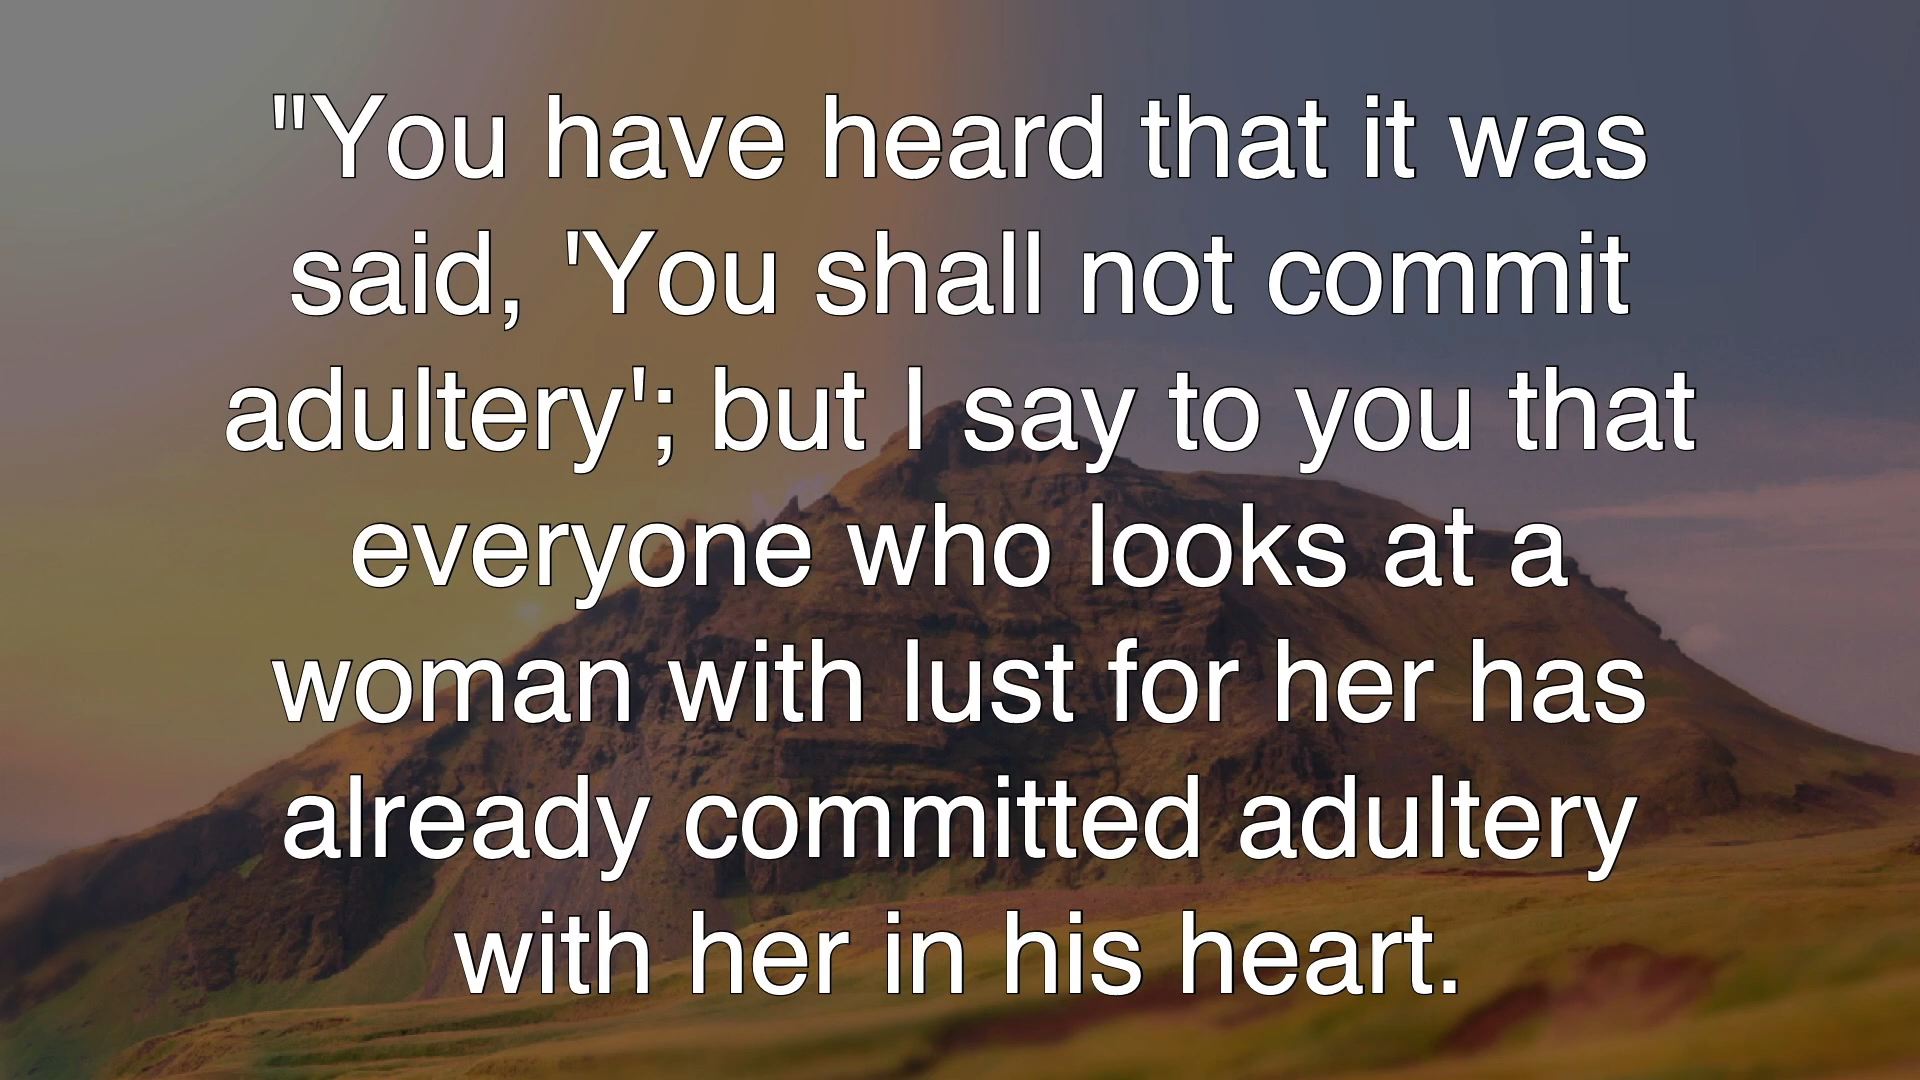 "You have heard that it was
said, 'You shall not commit
adultery'; but I say to you that
everyone who looks at a
woman with lust for her has
already committed adultery
with her in his heart.